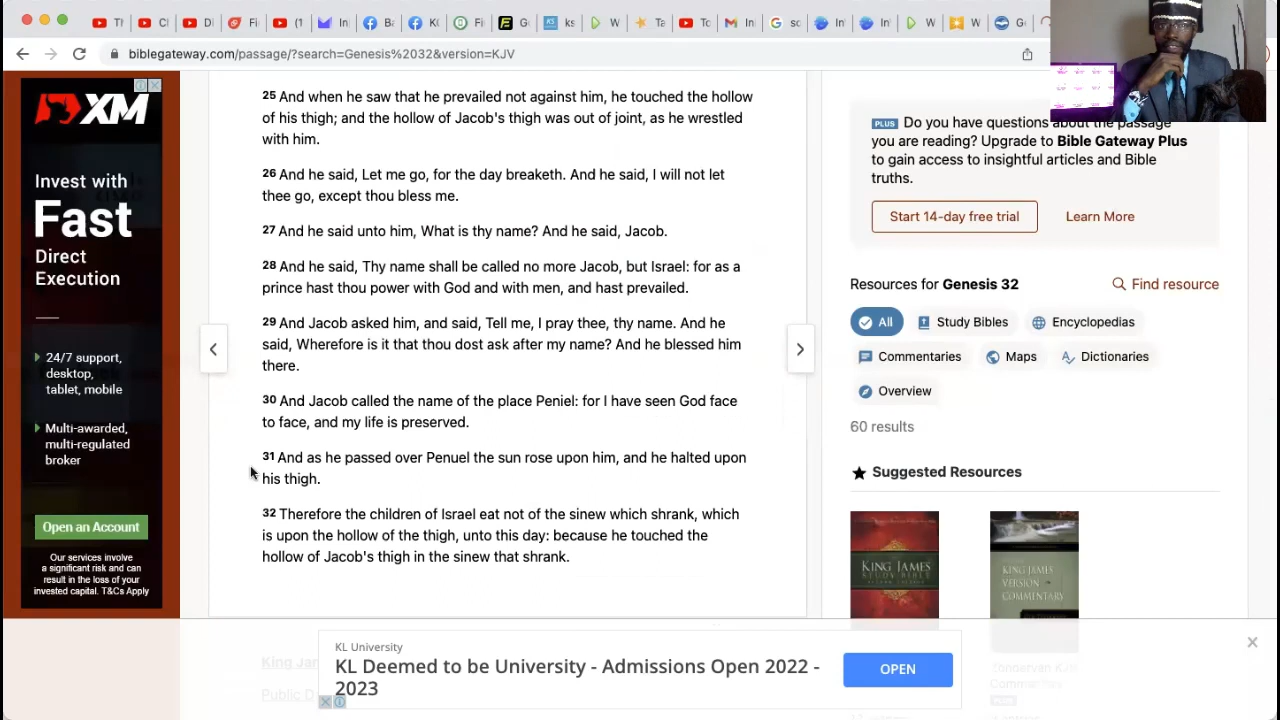 biblegateway.com/passage/?search=Genesis%2032&version=KJV
XM
Invest with
Fast
Direct
Execution
24/7 support,
desktop,
tablet, mobile
Multi-awarded,
multi-regulated
broker
Open an Account
Our services involve
a significant risk and can
result in the loss of your
invested capital. T&Cs Apply
25 And when he saw that he prevailed not against him, he touched the hollow
of his thigh; and the hollow of Jacob's thigh was out of joint, as he wrestled
with him.
26 And he said, Let me go, for the day breaketh. And he said, I will not let
thee go, except thou bless me.
27 And he said unto him, What is thy name? And he said, Jacob.
28 And he said, Thy name shall be called no more Jacob, but Israel: for as a
prince hast thou power with God and with men, and hast prevailed.
29 And Jacob asked him, and said, Tell me, I pray thee, thy name. And he
said, Wherefore is it that thou dost ask after my name? And he blessed him
there.
30 And Jacob called the name of the place Peniel: for I have seen God face
to face, and my life is preserved.
31 And as he passed over Penuel the sun rose upon him, and he halted upon
his thigh.
32 Therefore the children of Israel eat not of the sinew which shrank, which
is upon the hollow of the thigh, unto this day: because he touched the
hollow of Jacob's thigh in the sinew that shrank.
PLUS Do you have questions about the passage
you are reading? Upgrade to Bible Gateway Plus
to gain access to insightful articles and Bible
truths.
Start 14-day free trial
Learn More
Resources for Genesis 32
Find resource
All
Study Bibles
Encyclopedias
Commentaries
Maps
Dictionaries
Overview
60 results
Suggested Resources
KING JAMES
STUDY BIBLE
KING JAMES
VERSION
COMMENTARY
KL University
KL Deemed to be University - Admissions Open 2022 -
2023
OPEN